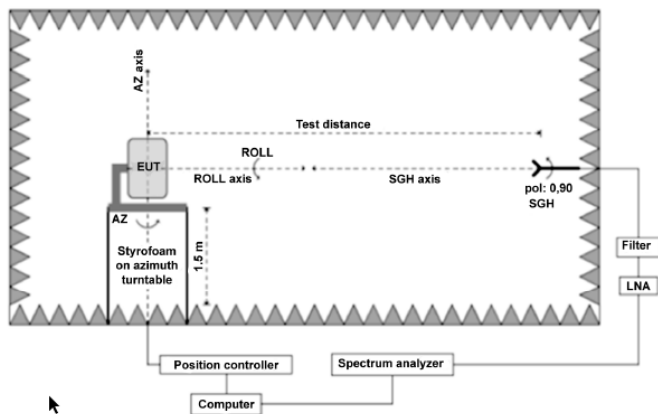 AZ axis
Test distance
EUT
ROLL
ROLL axis
SGH axis
pol: 0,90
SGH
AZ
Styrofoam
on azimuth
turntable
1.5 m
Filter
LNA
Position controller
Spectrum analyzer
Computer